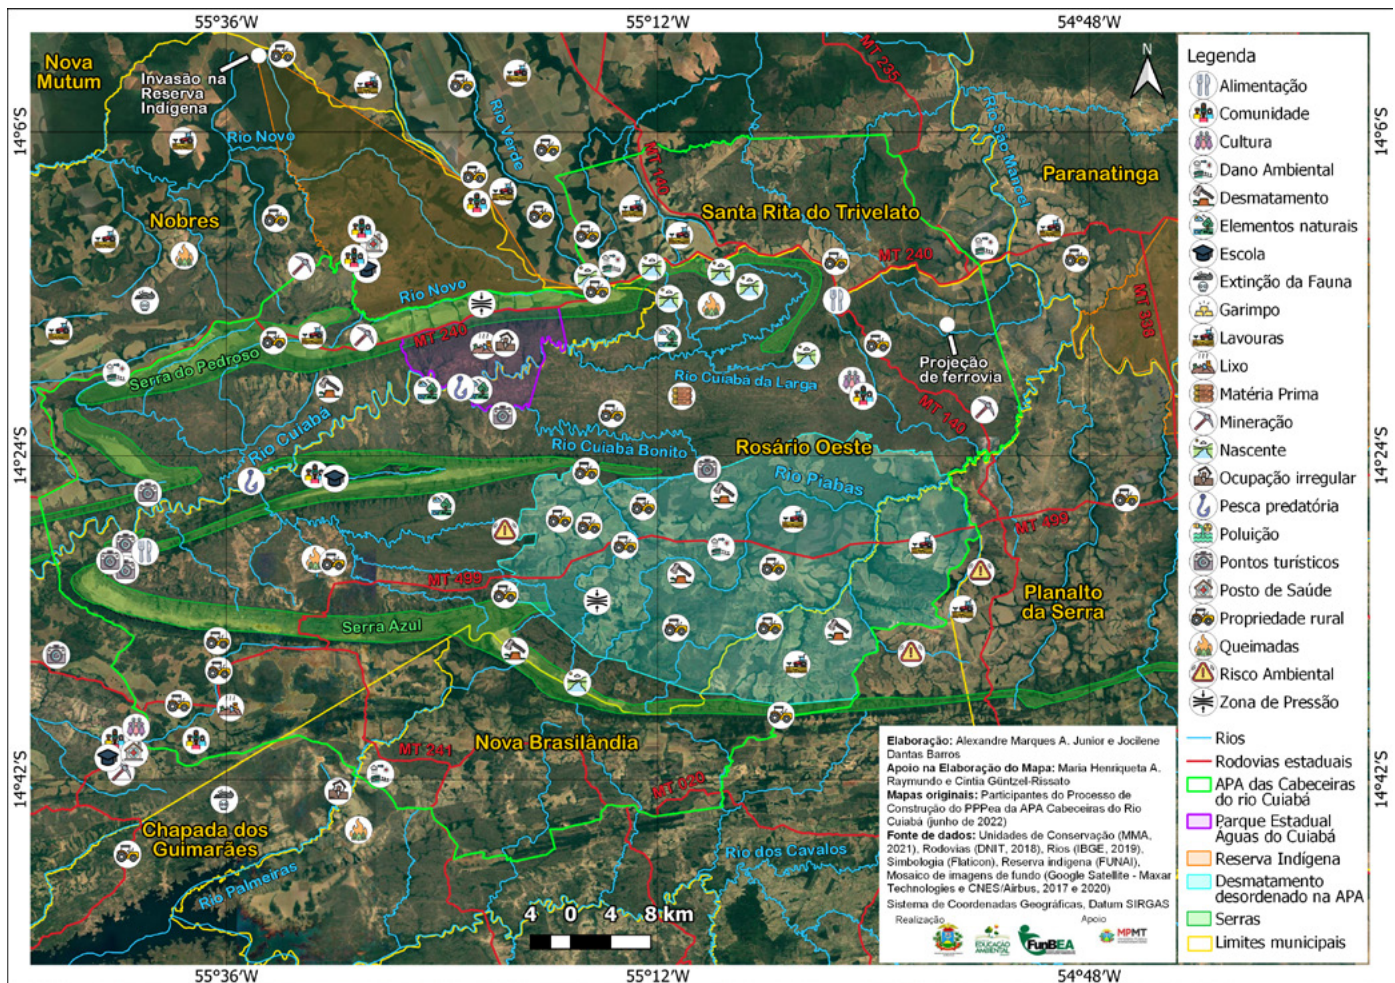 55°36'W
55°12'W
54°48'W
14°6'S
14°24'S
14°42'S
14°6'S
14°24'S
14°42'S
55°36'W
55°12'W
54°48'W
N
Nova
Mutum
Invasão na
Reserva
Indígena
Rio Novo
Rio Verde
MT 235
MT 140
Rio São Manoel
Paranatinga
Nobres
Santa Rita do Trivelato
MT 240
Rio Novo
MT 240
MT 338
Serra do Pedroso
Projeção
de ferrovia
Rio Cuiabá da Larga
MT 140
Rio Cuiabá
Rio Cuiabá Bonito
Rosário Oeste
Rio Piabas
MT 499
MT 499
Planalto
da Serra
Serra Azul
Nova Brasilândia
MT 241
MT 020
Chapada dos
Guimarães
Rio Palmeiras
Rio dos Cavalos
4 0 4 8 km
Elaboração: Alexandre Marques A. Junior e Jocilene
Dantas Barros
Apoio na Elaboração do Mapa: Maria Henriqueta A.
Raymundo e Cintia Güntzel-Rissato
Mapas originais: Participantes do Processo de
Construção do PPPea da APA Cabeceiras do Rio
Cuiabá (junho de 2022)
Fonte de dados: Unidades de Conservação (MMA,
2021), Rodovias (DNIT, 2018), Rios (IBGE, 2019),
Simbologia (Flaticon), Reserva indígena (FUNAI),
Mosaico de imagens de fundo (Google Satellite - Maxar
Technologies e CNES/Airbus, 2017 e 2020)
Sistema de Coordenadas Geográficas, Datum SIRGAS
Realização
Apoio
EDUCAÇÃO
AMBIENTAL
FunBEA
MPMT
Legenda
Alimentação
Comunidade
Cultura
Dano Ambiental
Desmatamento
Elementos naturais
Escola
Extinção da Fauna
Garimpo
Lavouras
Lixo
Matéria Prima
Mineração
Nascente
Ocupação irregular
Pesca predatória
Poluição
Pontos turísticos
Posto de Saúde
Propriedade rural
Queimadas
Risco Ambiental
Zona de Pressão
Rios
Rodovias estaduais
APA das Cabeceiras
do rio Cuiabá
Parque Estadual
Águas do Cuiabá
Reserva Indígena
Desmatamento
desordenado na APA
Serras
Limites municipais